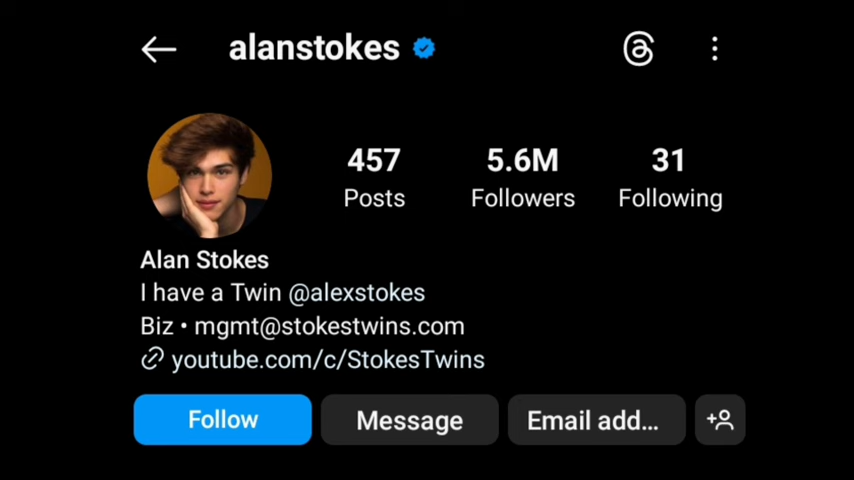 alanstokes
457 5.6M 31
Posts Followers Following
Alan Stokes
I have a Twin @alexstokes
Biz • mgmt@stokestwins.com
youtube.com/c/StokesTwins
Follow Message Email add...